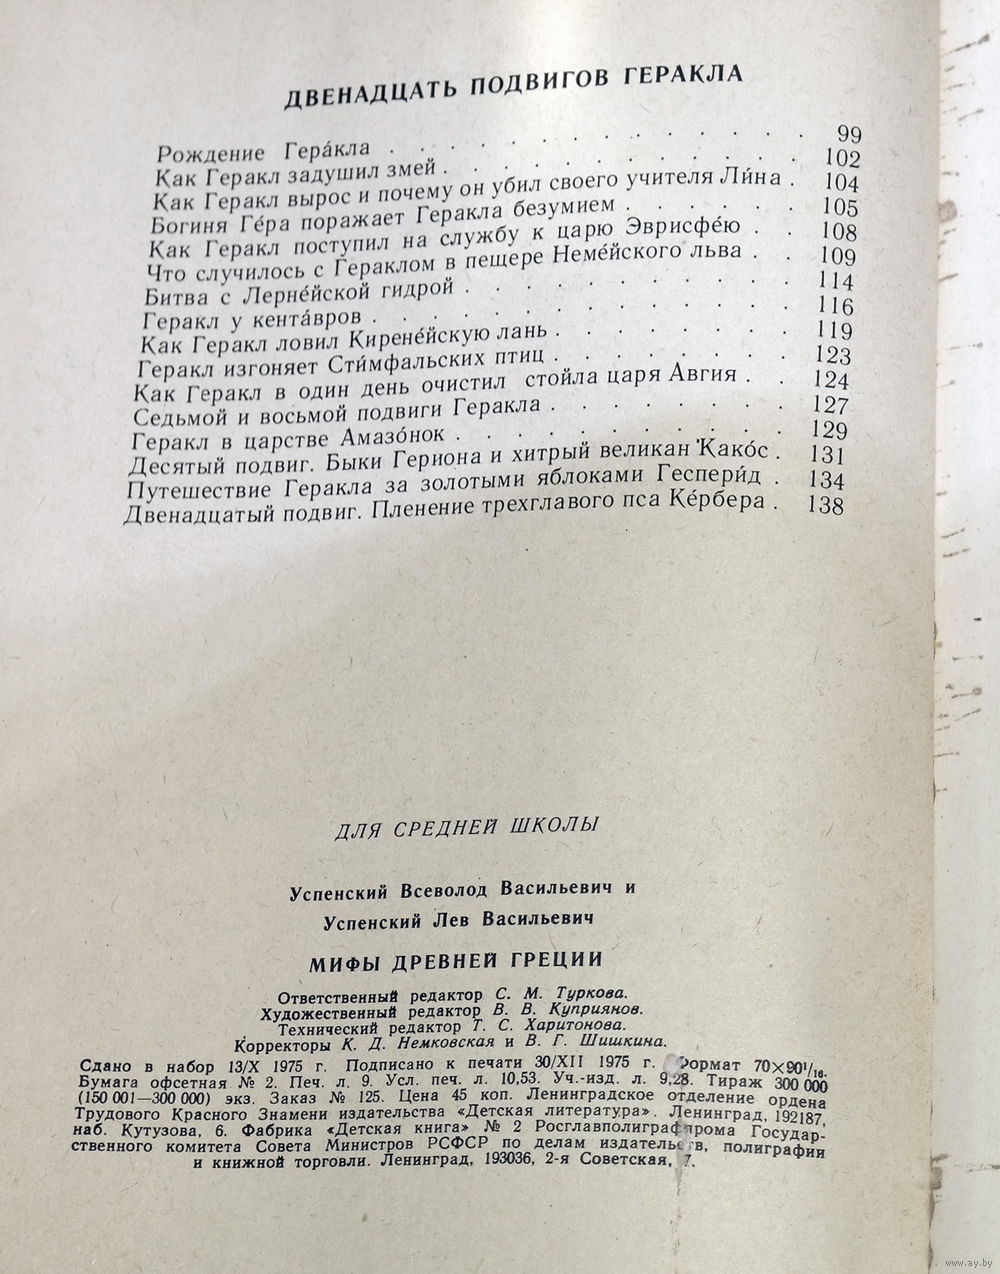 ДВЕНАДЦАТЬ ПОДВИГОВ ГЕРАКЛА
Рождение Гера́кла . . . . . . . . . . . . . 99
Как Геракл задушил змей . . . . . . . . . . . 102
Как Геракл вырос и почему он убил своего учителя Ли́на . 104
Богиня Ге́ра поражает Геракла безумием . . . . . . 105
Как Геракл поступил на службу к царю Эврисфе́ю . . 108
Что случилось с Гераклом в пещере Неме́йского льва . . 109
Битва с Лерне́йской гидрой . . . . . . . . . . 114
Геракл у кента́вров . . . . . . . . . . . . . 116
Как Геракл ловил Кирене́йскую лань . . . . . . . 119
Геракл изгоняет Сти́мфальских птиц . . . . . . . 123
Как Геракл в один день очистил стойла царя Авгия . . 124
Седьмой и восьмой подвиги Геракла . . . . . . . 127
Геракл в царстве Амазо́нок . . . . . . . . . . 129
Десятый подвиг. Быки Гериона и хитрый великан Како́с . 131
Путешествие Геракла за золотыми яблоками Геспери́д . 134
Двенадцатый подвиг. Пленение трехглавого пса Ке́рбера . 138
ДЛЯ СРЕДНЕЙ ШКОЛЫ
Успенский Всеволод Васильевич и
Успенский Лев Васильевич
МИФЫ ДРЕВНЕЙ ГРЕЦИИ
Ответственный редактор С. М. Туркова.
Художественный редактор В. В. Куприянов.
Технический редактор Т. С. Харитонова.
Корректоры К. Д. Немковская и В. Г. Шишкина.
Сдано в набор 13/X 1975 г. Подписано к печати 30/XII 1975 г. Формат 70×90¹/₁₆.
Бумага офсетная № 2. Печ. л. 9. Усл. печ. л. 10,53. Уч.-изд. л. 9,28. Тираж 300 000
(150 001—300 000) экз. Заказ № 125. Цена 45 коп. Ленинградское отделение ордена
Трудового Красного Знамени издательства «Детская литература». Ленинград, 192187,
наб. Кутузова, 6. Фабрика «Детская книга» № 2 Росглавполиграфпрома Государ-
ственного комитета Совета Министров РСФСР по делам издательств, полиграфии
и книжной торговли. Ленинград, 193036, 2-я Советская, 7.
www.ay.by